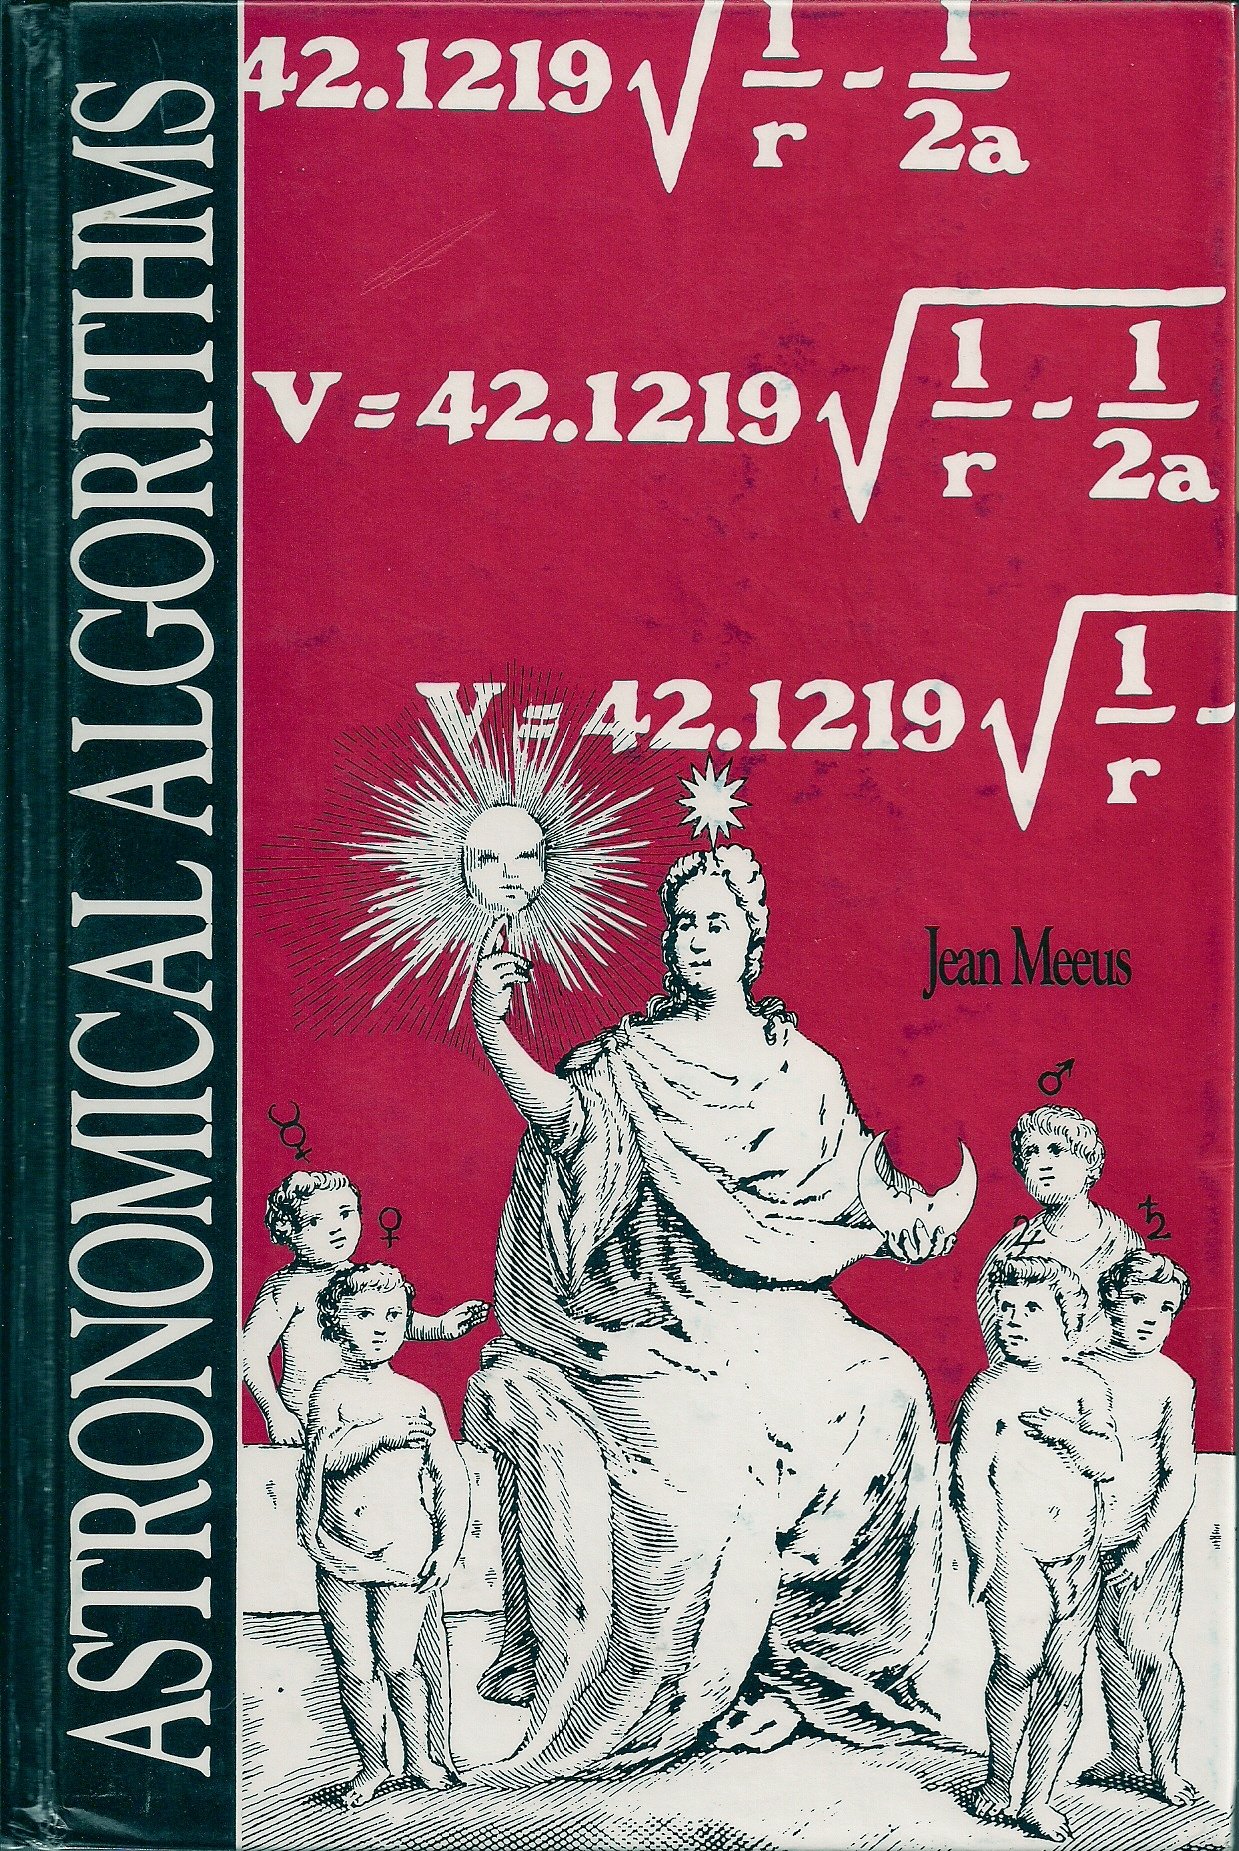 ASTRONOMICAL ALGORITHMS
42.1219 √ 1/r - 1/2a
V = 42.1219 √ 1/r - 1/2a
V = 42.1219 √ 1/r -
Jean Meeus
☿
♀
♂
♃
♄